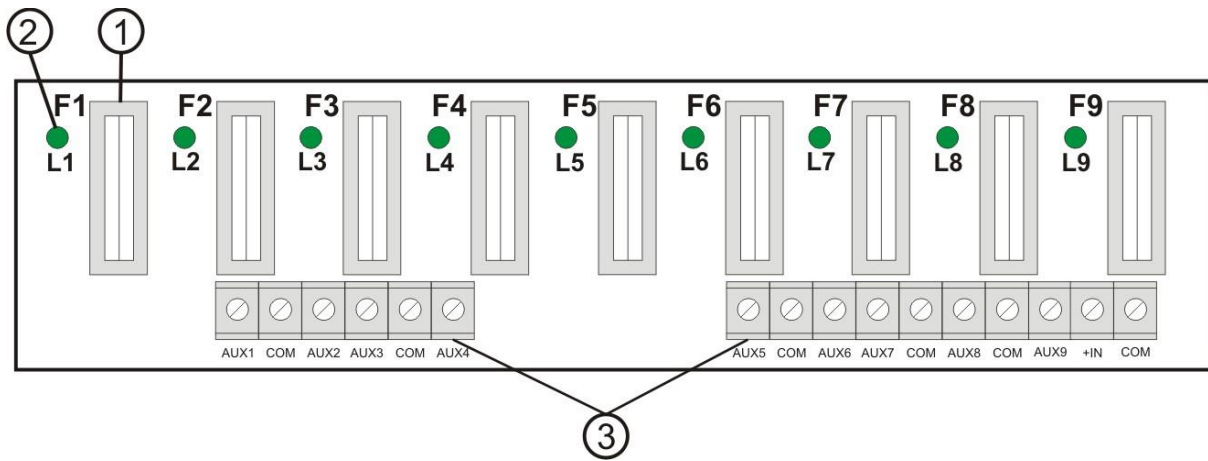 2 1
F1 F2 F3 F4 F5 F6 F7 F8 F9
L1 L2 L3 L4 L5 L6 L7 L8 L9
AUX1 COM AUX2 AUX3 COM AUX4 AUX5 COM AUX6 AUX7 COM AUX8 COM AUX9 +IN COM
3